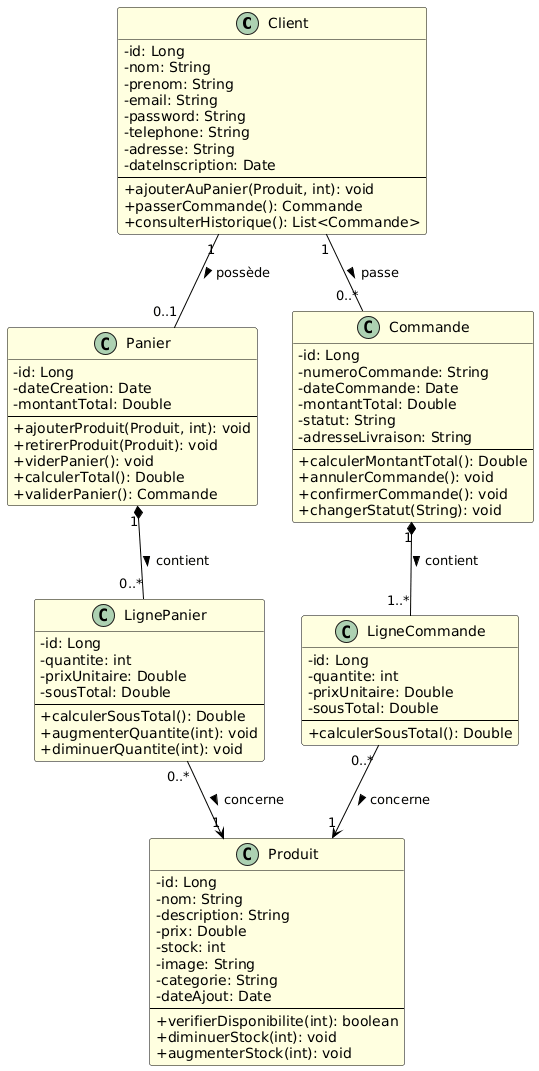 C Client
-id: Long
-nom: String
-prenom: String
-email: String
-password: String
-telephone: String
-adresse: String
-dateInscription: Date
+ajouterAuPanier(Produit, int): void
+passerCommande(): Commande
+consulterHistorique(): List<Commande>
1
1
possède
passe
0..1
0..*
C Panier
-id: Long
-dateCreation: Date
-montantTotal: Double
+ajouterProduit(Produit, int): void
+retirerProduit(Produit): void
+viderPanier(): void
+calculerTotal(): Double
+validerPanier(): Commande
C Commande
-id: Long
-numeroCommande: String
-dateCommande: Date
-montantTotal: Double
-statut: String
-adresseLivraison: String
+calculerMontantTotal(): Double
+annulerCommande(): void
+confirmerCommande(): void
+changerStatut(String): void
1
1
contient
contient
0..*
1..*
C LignePanier
-id: Long
-quantite: int
-prixUnitaire: Double
-sousTotal: Double
+calculerSousTotal(): Double
+augmenterQuantite(int): void
+diminuerQuantite(int): void
C LigneCommande
-id: Long
-quantite: int
-prixUnitaire: Double
-sousTotal: Double
+calculerSousTotal(): Double
0..*
0..*
concerne
concerne
1
1
C Produit
-id: Long
-nom: String
-description: String
-prix: Double
-stock: int
-image: String
-categorie: String
-dateAjout: Date
+verifierDisponibilite(int): boolean
+diminuerStock(int): void
+augmenterStock(int): void